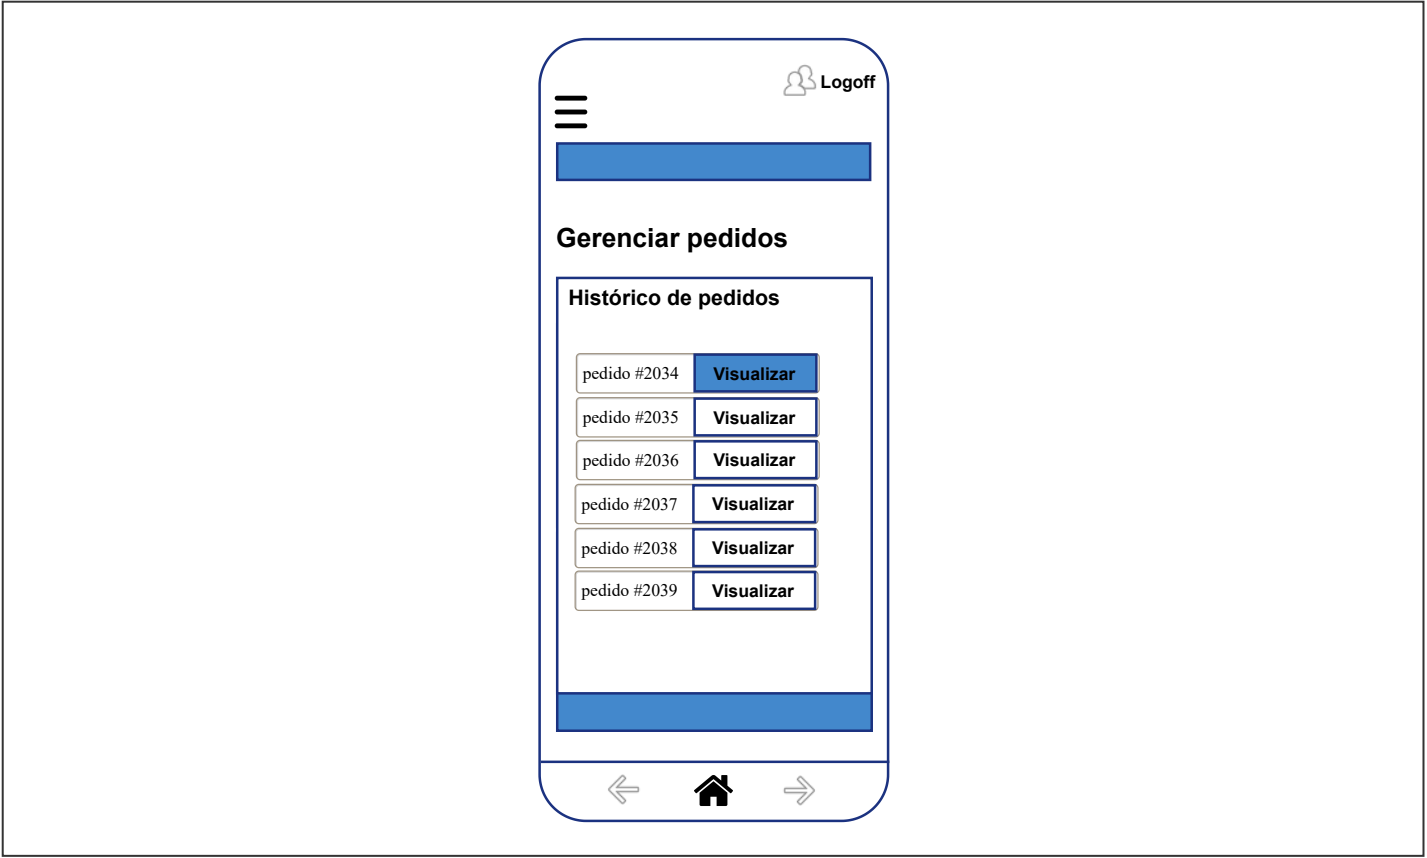 Logoff
Gerenciar pedidos
Histórico de pedidos
pedido #2034 Visualizar
pedido #2035 Visualizar
pedido #2036 Visualizar
pedido #2037 Visualizar
pedido #2038 Visualizar
pedido #2039 Visualizar